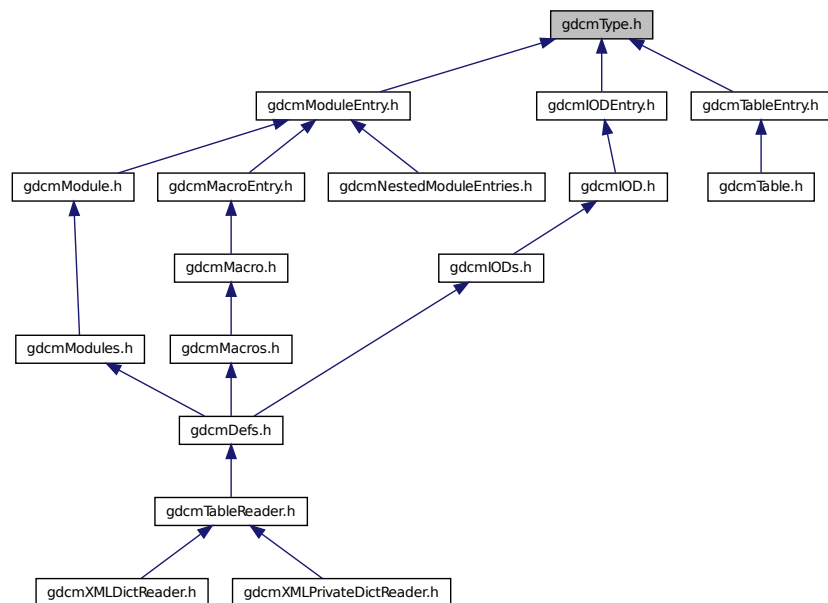 gdcmType.h
gdcmModuleEntry.h
gdcmIODEntry.h
gdcmTableEntry.h
gdcmModule.h
gdcmMacroEntry.h
gdcmNestedModuleEntries.h
gdcmIOD.h
gdcmTable.h
gdcmMacro.h
gdcmIODs.h
gdcmModules.h
gdcmMacros.h
gdcmDefs.h
gdcmTableReader.h
gdcmXMLDictReader.h
gdcmXMLPrivateDictReader.h